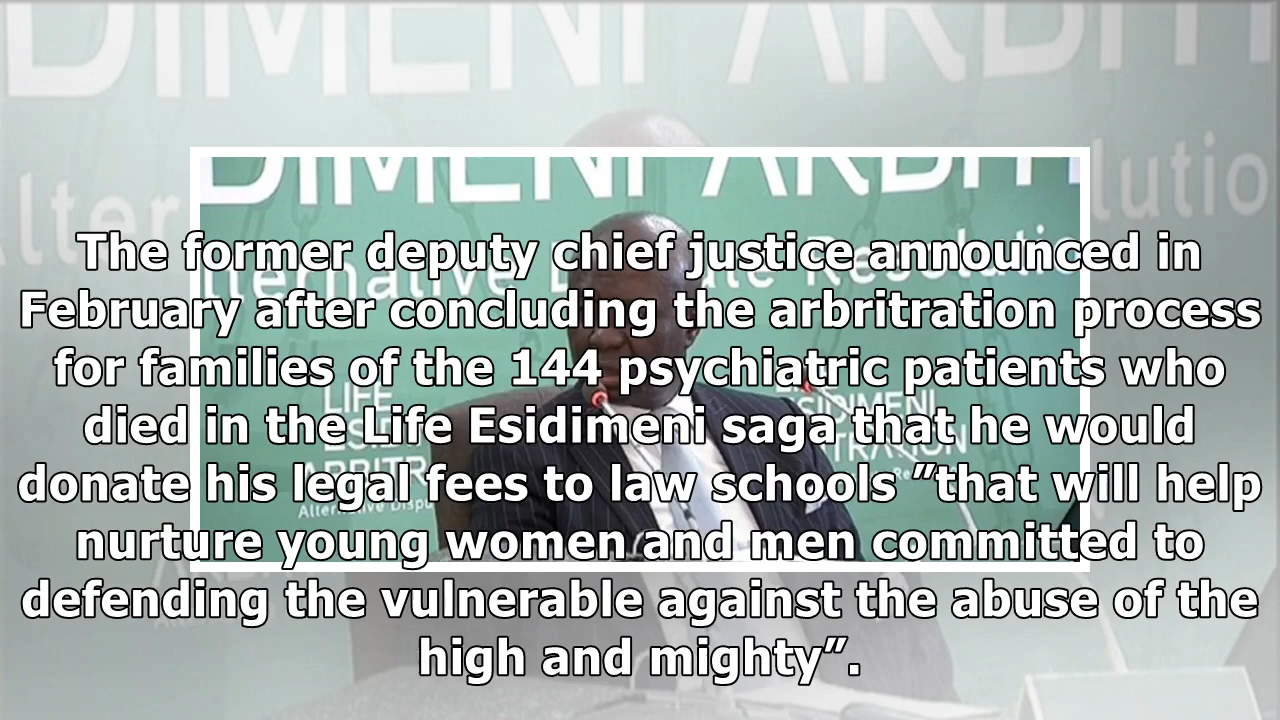 DIMENI ARBITI
The former deputy chief justice announced in
February after concluding the arbritration process
for families of the 144 psychiatric patients who
died in the Life Esidimeni saga that he would
donate his legal fees to law schools ”that will help
nurture young women and men committed to
defending the vulnerable against the abuse of the
high and mighty”.